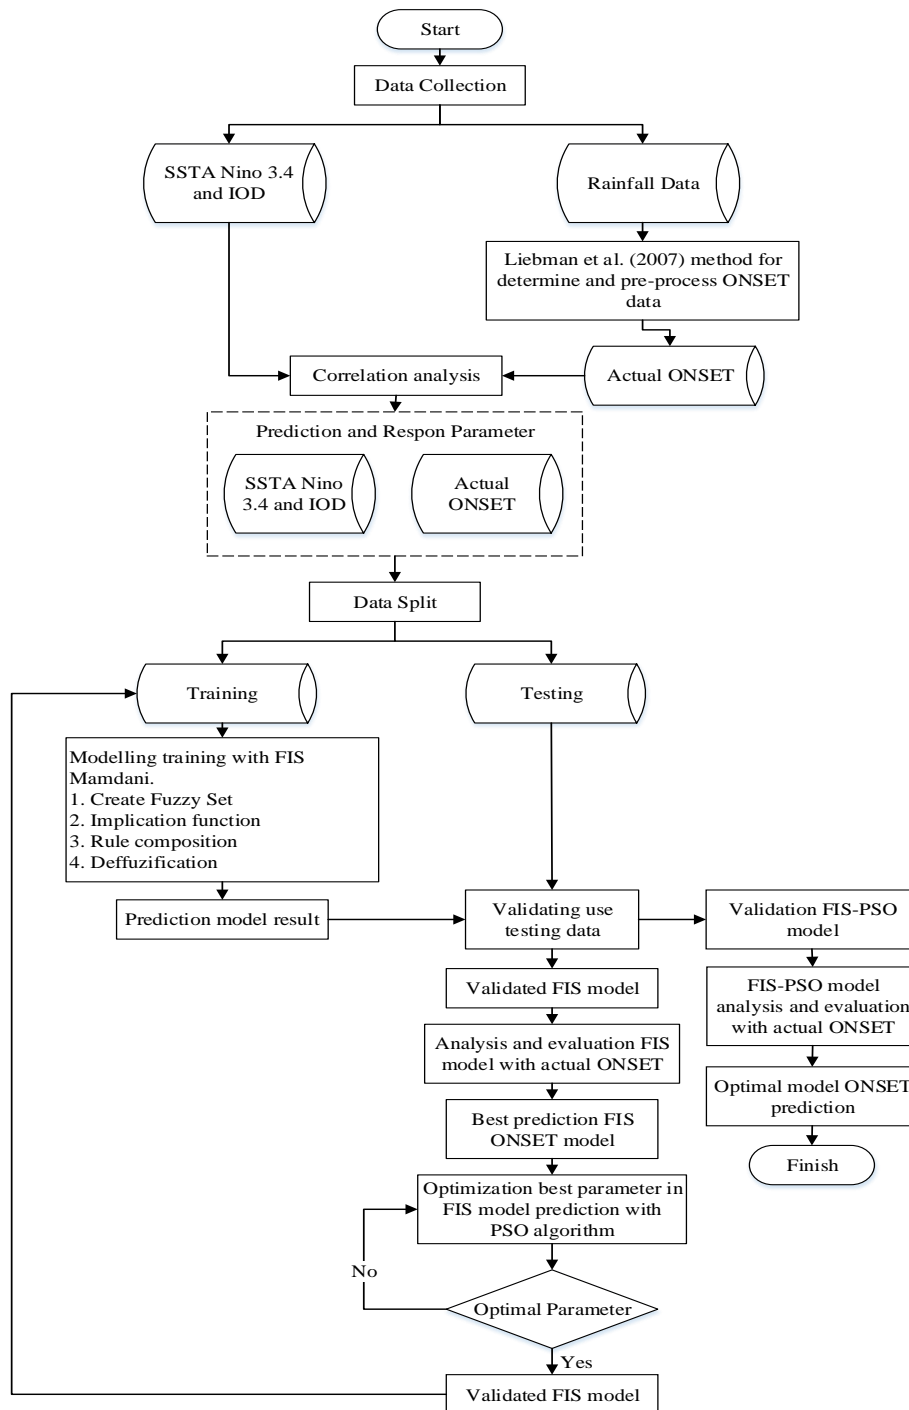 Start
Data Collection
SSTA Nino 3.4
and IOD
Rainfall Data
Liebman et al. (2007) method for
determine and pre-process ONSET
data
Correlation analysis
Actual ONSET
Prediction and Respon Parameter
SSTA Nino
3.4 and IOD
Actual
ONSET
Data Split
Training
Testing
Modelling training with FIS
Mamdani.
1. Create Fuzzy Set
2. Implication function
3. Rule composition
4. Deffuzification
Prediction model result
Validating use
testing data
Validation FIS-PSO
model
Validated FIS model
FIS-PSO model
analysis and evaluation
with actual ONSET
Analysis and evaluation FIS
model with actual ONSET
Optimal model ONSET
prediction
Best prediction FIS
ONSET model
Finish
Optimization best parameter in
FIS model prediction with
PSO algorithm
No
Optimal Parameter
Yes
Validated FIS model